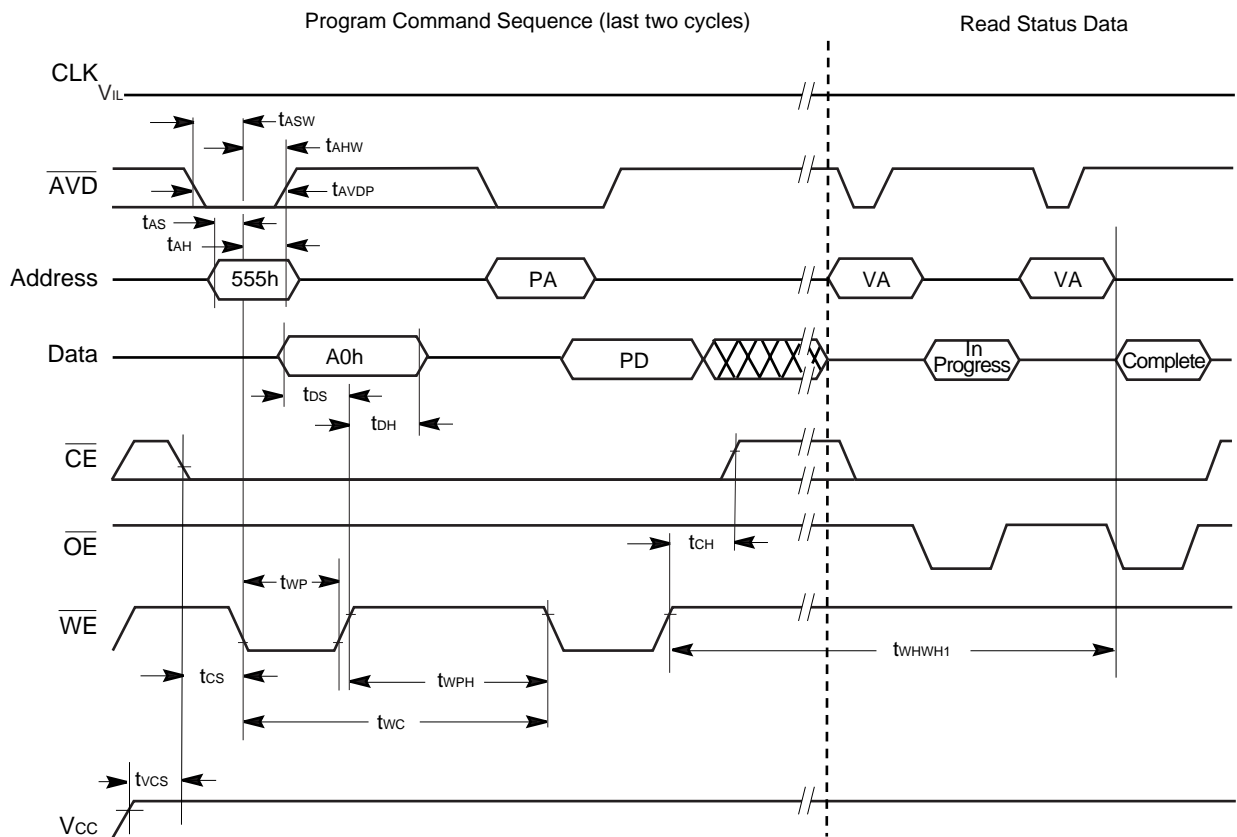 Program Command Sequence (last two cycles) Read Status Data
CLK
VIL
tASW
tAHW
AVD
tAVDP
tAS
tAH
Address 555h PA VA VA
Data A0h PD In Progress Complete
tDS
tDH
CE
OE
tCH
tWP
WE
tWHWH1
tCS
tWPH
tWC
tVCS
VCC